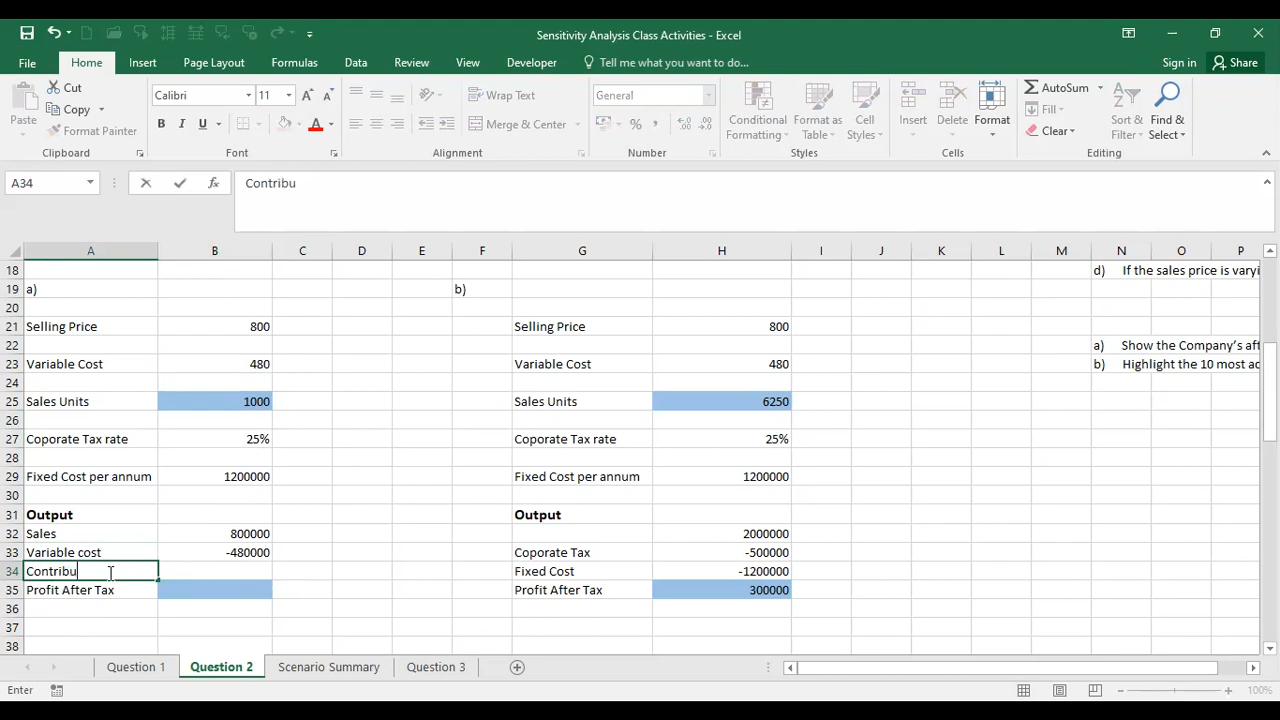 Sensitivity Analysis Class Activities - Excel
File Home Insert Page Layout Formulas Data Review View Developer Tell me what you want to do... Sign in Share
Paste Cut Copy Format Painter Clipboard
Calibri 11 B I U A Font
Wrap Text Merge & Center Alignment
General % , Number
Conditional Formatting Format as Table Cell Styles Styles
Insert Delete Format Cells
AutoSum Fill Clear Sort & Filter Find & Select Editing
A34 fx Contribu
A B C D E F G H I J K L M N O P
18 d) If the sales price is varyi
19 a) b)
20
21 Selling Price 800 Selling Price 800
22 a) Show the Company's aft
23 Variable Cost 480 Variable Cost 480 b) Highlight the 10 most ac
24
25 Sales Units 1000 Sales Units 6250
26
27 Coporate Tax rate 25% Coporate Tax rate 25%
28
29 Fixed Cost per annum 1200000 Fixed Cost per annum 1200000
30
31 Output Output
32 Sales 800000 2000000
33 Variable cost -480000 Coporate Tax -500000
34 Contribu Fixed Cost -1200000
35 Profit After Tax Profit After Tax 300000
36
37
38
Question 1 Question 2 Scenario Summary Question 3
Enter 100%